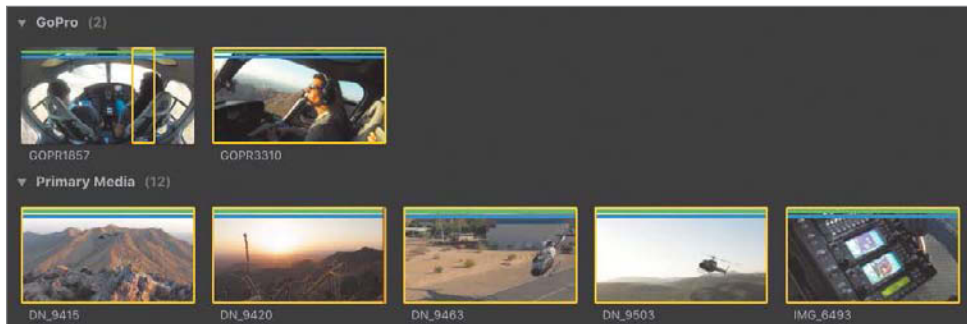 ▼ GoPro (2)
GOPR1857 GOPR3310
▼ Primary Media (12)
DN_9415 DN_9420 DN_9463 DN_9503 IMG_6493